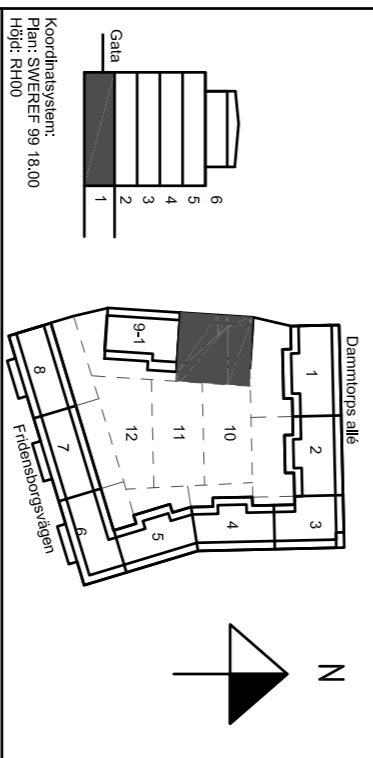 Koordinatsystem:
Plan: SWEREF 99 18.00
Höjd: RH00
Gata
1
2
3
4
5
6
Dammtorps allé
1
2
3
4
5
6
7
8
9-1
10
11
12
Fridensborgsvägen
N